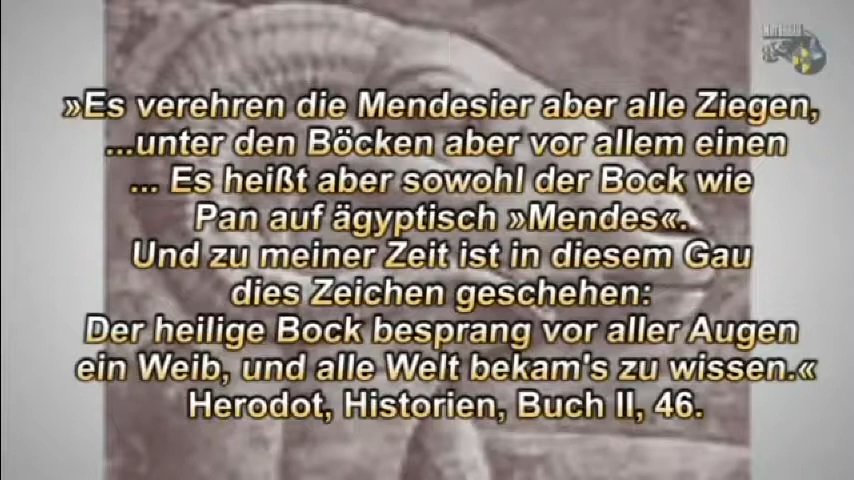 »Es verehren die Mendesier aber alle Ziegen,
...unter den Böcken aber vor allem einen
... Es heißt aber sowohl der Bock wie
Pan auf ägyptisch »Mendes«.
Und zu meiner Zeit ist in diesem Gau
dies Zeichen geschehen:
Der heilige Bock besprang vor aller Augen
ein Weib, und alle Welt bekam's zu wissen.«
Herodot, Historien, Buch II, 46.